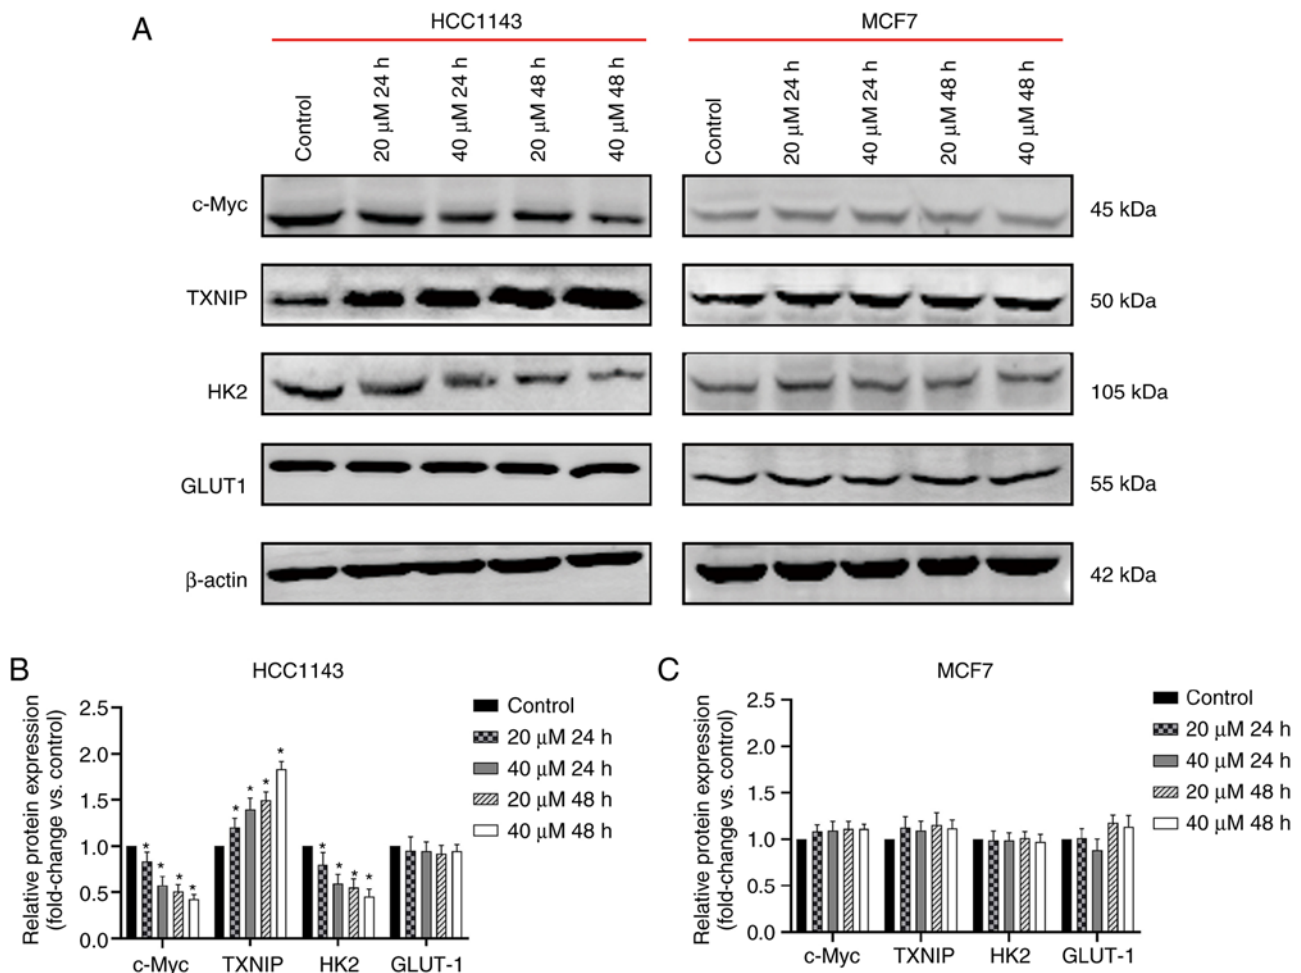 A
HCC1143
MCF7
Control
20 μM 24 h
40 μM 24 h
20 μM 48 h
40 μM 48 h
Control
20 μM 24 h
40 μM 24 h
20 μM 48 h
40 μM 48 h
c-Myc
45 kDa
TXNIP
50 kDa
HK2
105 kDa
GLUT1
55 kDa
β-actin
42 kDa
B
HCC1143
Relative protein expression
(fold-change vs. control)
2.5
2.0
1.5
1.0
0.5
0.0
* * * *
* * * *
* * * *
c-Myc
TXNIP
HK2
GLUT-1
Control
20 μM 24 h
40 μM 24 h
20 μM 48 h
40 μM 48 h
C
MCF7
Relative protein expression
(fold-change vs. control)
2.5
2.0
1.5
1.0
0.5
0.0
c-Myc
TXNIP
HK2
GLUT-1
Control
20 μM 24 h
40 μM 24 h
20 μM 48 h
40 μM 48 h